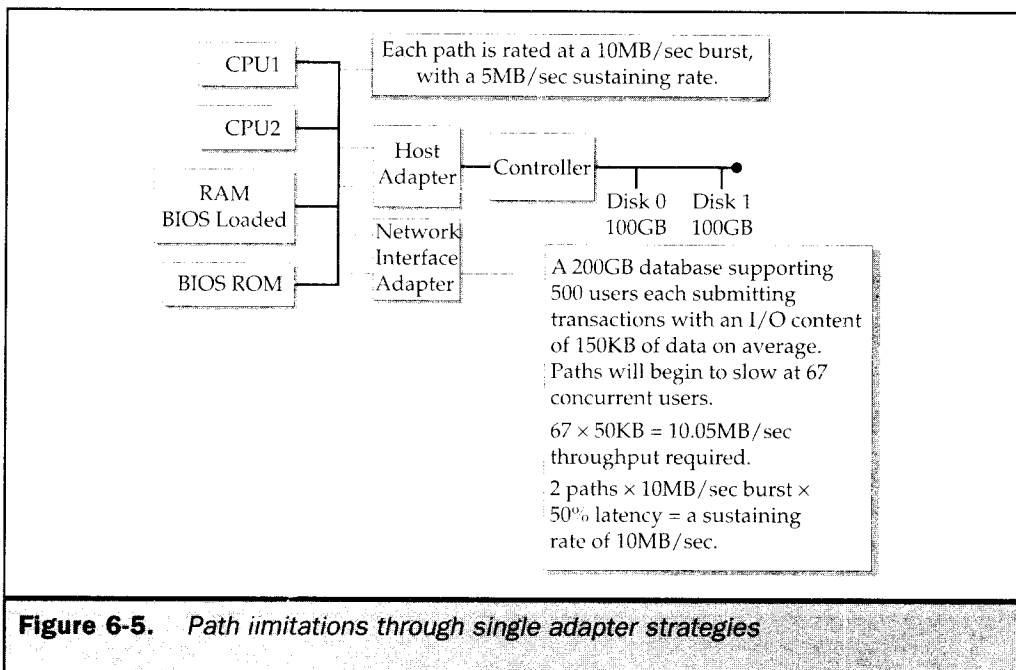 CPU1
Each path is rated at a 10MB/sec burst,
with a 5MB/sec sustaining rate.
CPU2
Host
Adapter
Controller
RAM
BIOS Loaded
Disk 0
100GB
Disk 1
100GB
Network
Interface
Adapter
BIOS ROM
A 200GB database supporting
500 users each submitting
transactions with an I/O content
of 150KB of data on average.
Paths will begin to slow at 67
concurrent users.
67 × 50KB = 10.05MB/sec
throughput required.
2 paths × 10MB/sec burst ×
50% latency = a sustaining
rate of 10MB/sec.
Figure 6-5. Path limitations through single adapter strategies